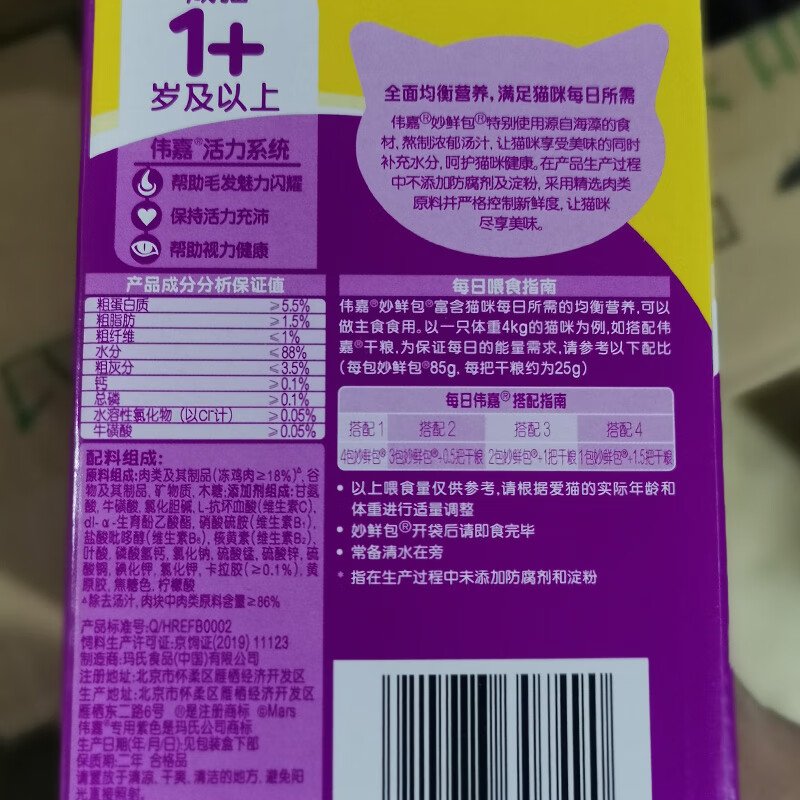 1+
岁及以上
伟嘉®活力系统
帮助毛发魅力闪耀
保持活力充沛
帮助视力健康
全面均衡营养,满足猫咪每日所需
伟嘉®妙鲜包®特别使用源自海藻的食
材,熬制浓郁汤汁,让猫咪享受美味的同时
补充水分,呵护猫咪健康。在产品生产过程
中不添加防腐剂及淀粉,采用精选肉类
原料并严格控制新鲜度,让猫咪
尽享美味。
产品成分分析保证值
粗蛋白质 ≥5.5%
粗脂肪 ≥1.5%
粗纤维 ≤1%
水分 ≤88%
粗灰分 ≤3.5%
钙 ≥0.1%
总磷 ≥0.1%
水溶性氯化物(以Cl⁻计) ≥0.05%
牛磺酸 ≥0.05%
配料组成:
原料组成:肉类及其制品(冻鸡肉≥18%)△,谷
物及其制品,矿物质,木糖;添加剂组成:甘氨
酸,牛磺酸,氯化胆碱,L-抗坏血酸(维生素C),
dl-α-生育酚乙酸酯,硝酸硫胺(维生素B₁),
盐酸吡哆醇(维生素B₆),核黄素(维生素B₂),
叶酸,磷酸氢钙,氯化钠,硫酸锰,硫酸锌,硫
酸铜,碘化钾,氯化钾,卡拉胶(≥0.1%),黄
原胶,焦糖色,柠檬酸
△除去汤汁,肉块中肉类原料含量≥86%
产品标准号:Q/HREFB0002
饲料生产许可证:京饲证(2019)11123
制造商:玛氏食品(中国)有限公司
注册地址:北京市怀柔区雁栖经济开发区
生产地址:北京市怀柔区雁栖经济开发区
雁栖东二路6号 ®是注册商标 ©Mars
伟嘉®专用紫色是玛氏公司商标
生产日期(年/月/日):见包装盒下部
保质期:二年 合格品
请置放于清凉、干爽、清洁的地方,避免阳
光直接照射。
每日喂食指南
伟嘉®妙鲜包®富含猫咪每日所需的均衡营养,可以
做主食食用。以一只体重4kg的猫咪为例,如搭配伟
嘉®干粮,为保证每日的能量需求,请参考以下配比
(每包妙鲜包®85g,每把干粮约为25g)
每日伟嘉®搭配指南
搭配1 搭配2 搭配3 搭配4
4包妙鲜包® 3包妙鲜包®+0.5把干粮 2包妙鲜包®+1把干粮 1包妙鲜包®+1.5把干粮
• 以上喂食量仅供参考,请根据爱猫的实际年龄和
体重进行适量调整
• 妙鲜包®开袋后请即食完毕
• 常备清水在旁
* 指在生产过程中未添加防腐剂和淀粉